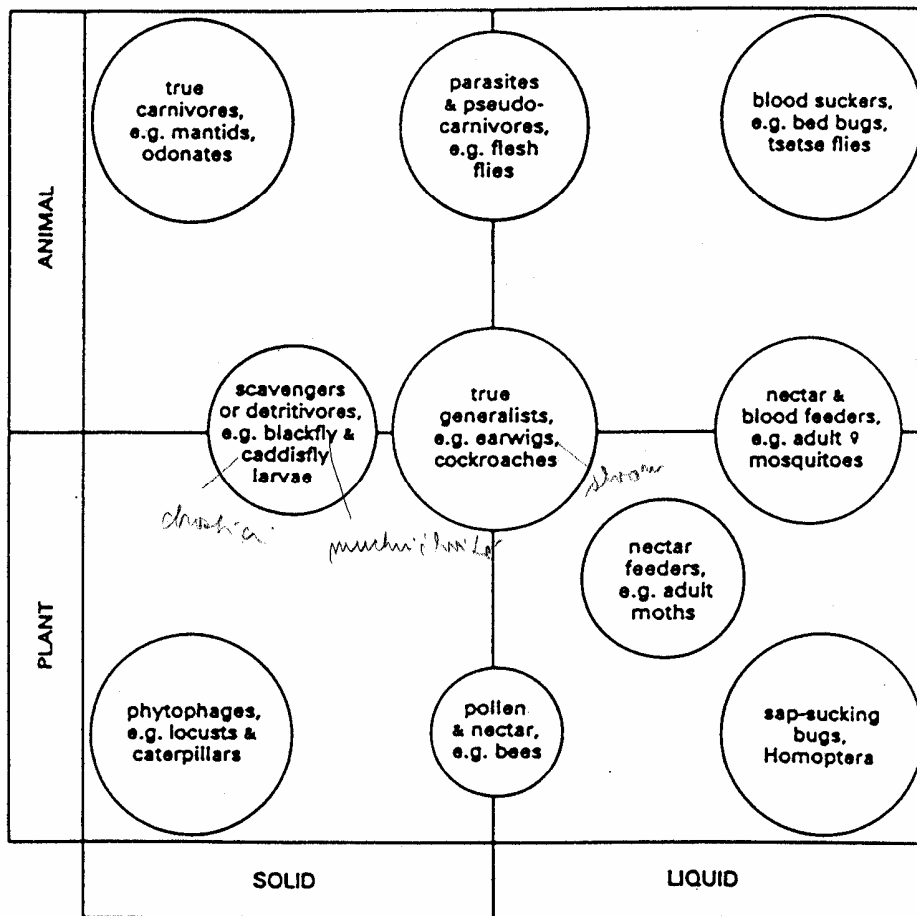 ANIMAL
true
carnivores,
e.g. mantids,
odonates
parasites
& pseudo-
carnivores,
e.g. flesh
flies
blood suckers,
e.g. bed bugs,
tsetse flies
scavengers
or detritivores,
e.g. blackfly &
caddisfly
larvae
true
generalists,
e.g. earwigs,
cockroaches
nectar &
blood feeders,
e.g. adult ♀
mosquitoes
nectar
feeders,
e.g. adult
moths
PLANT
phytophages,
e.g. locusts &
caterpillars
pollen
& nectar,
e.g. bees
sap-sucking
bugs,
Homoptera
SOLID
LIQUID